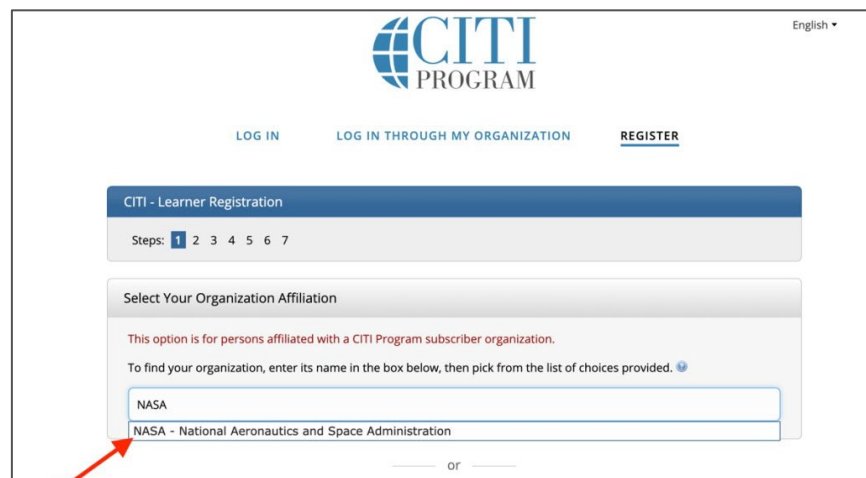 English
CITI
PROGRAM
LOG IN LOG IN THROUGH MY ORGANIZATION REGISTER
CITI - Learner Registration
Steps: 1 2 3 4 5 6 7
Select Your Organization Affiliation
This option is for persons affiliated with a CITI Program subscriber organization.
To find your organization, enter its name in the box below, then pick from the list of choices provided.
NASA
NASA - National Aeronautics and Space Administration
or